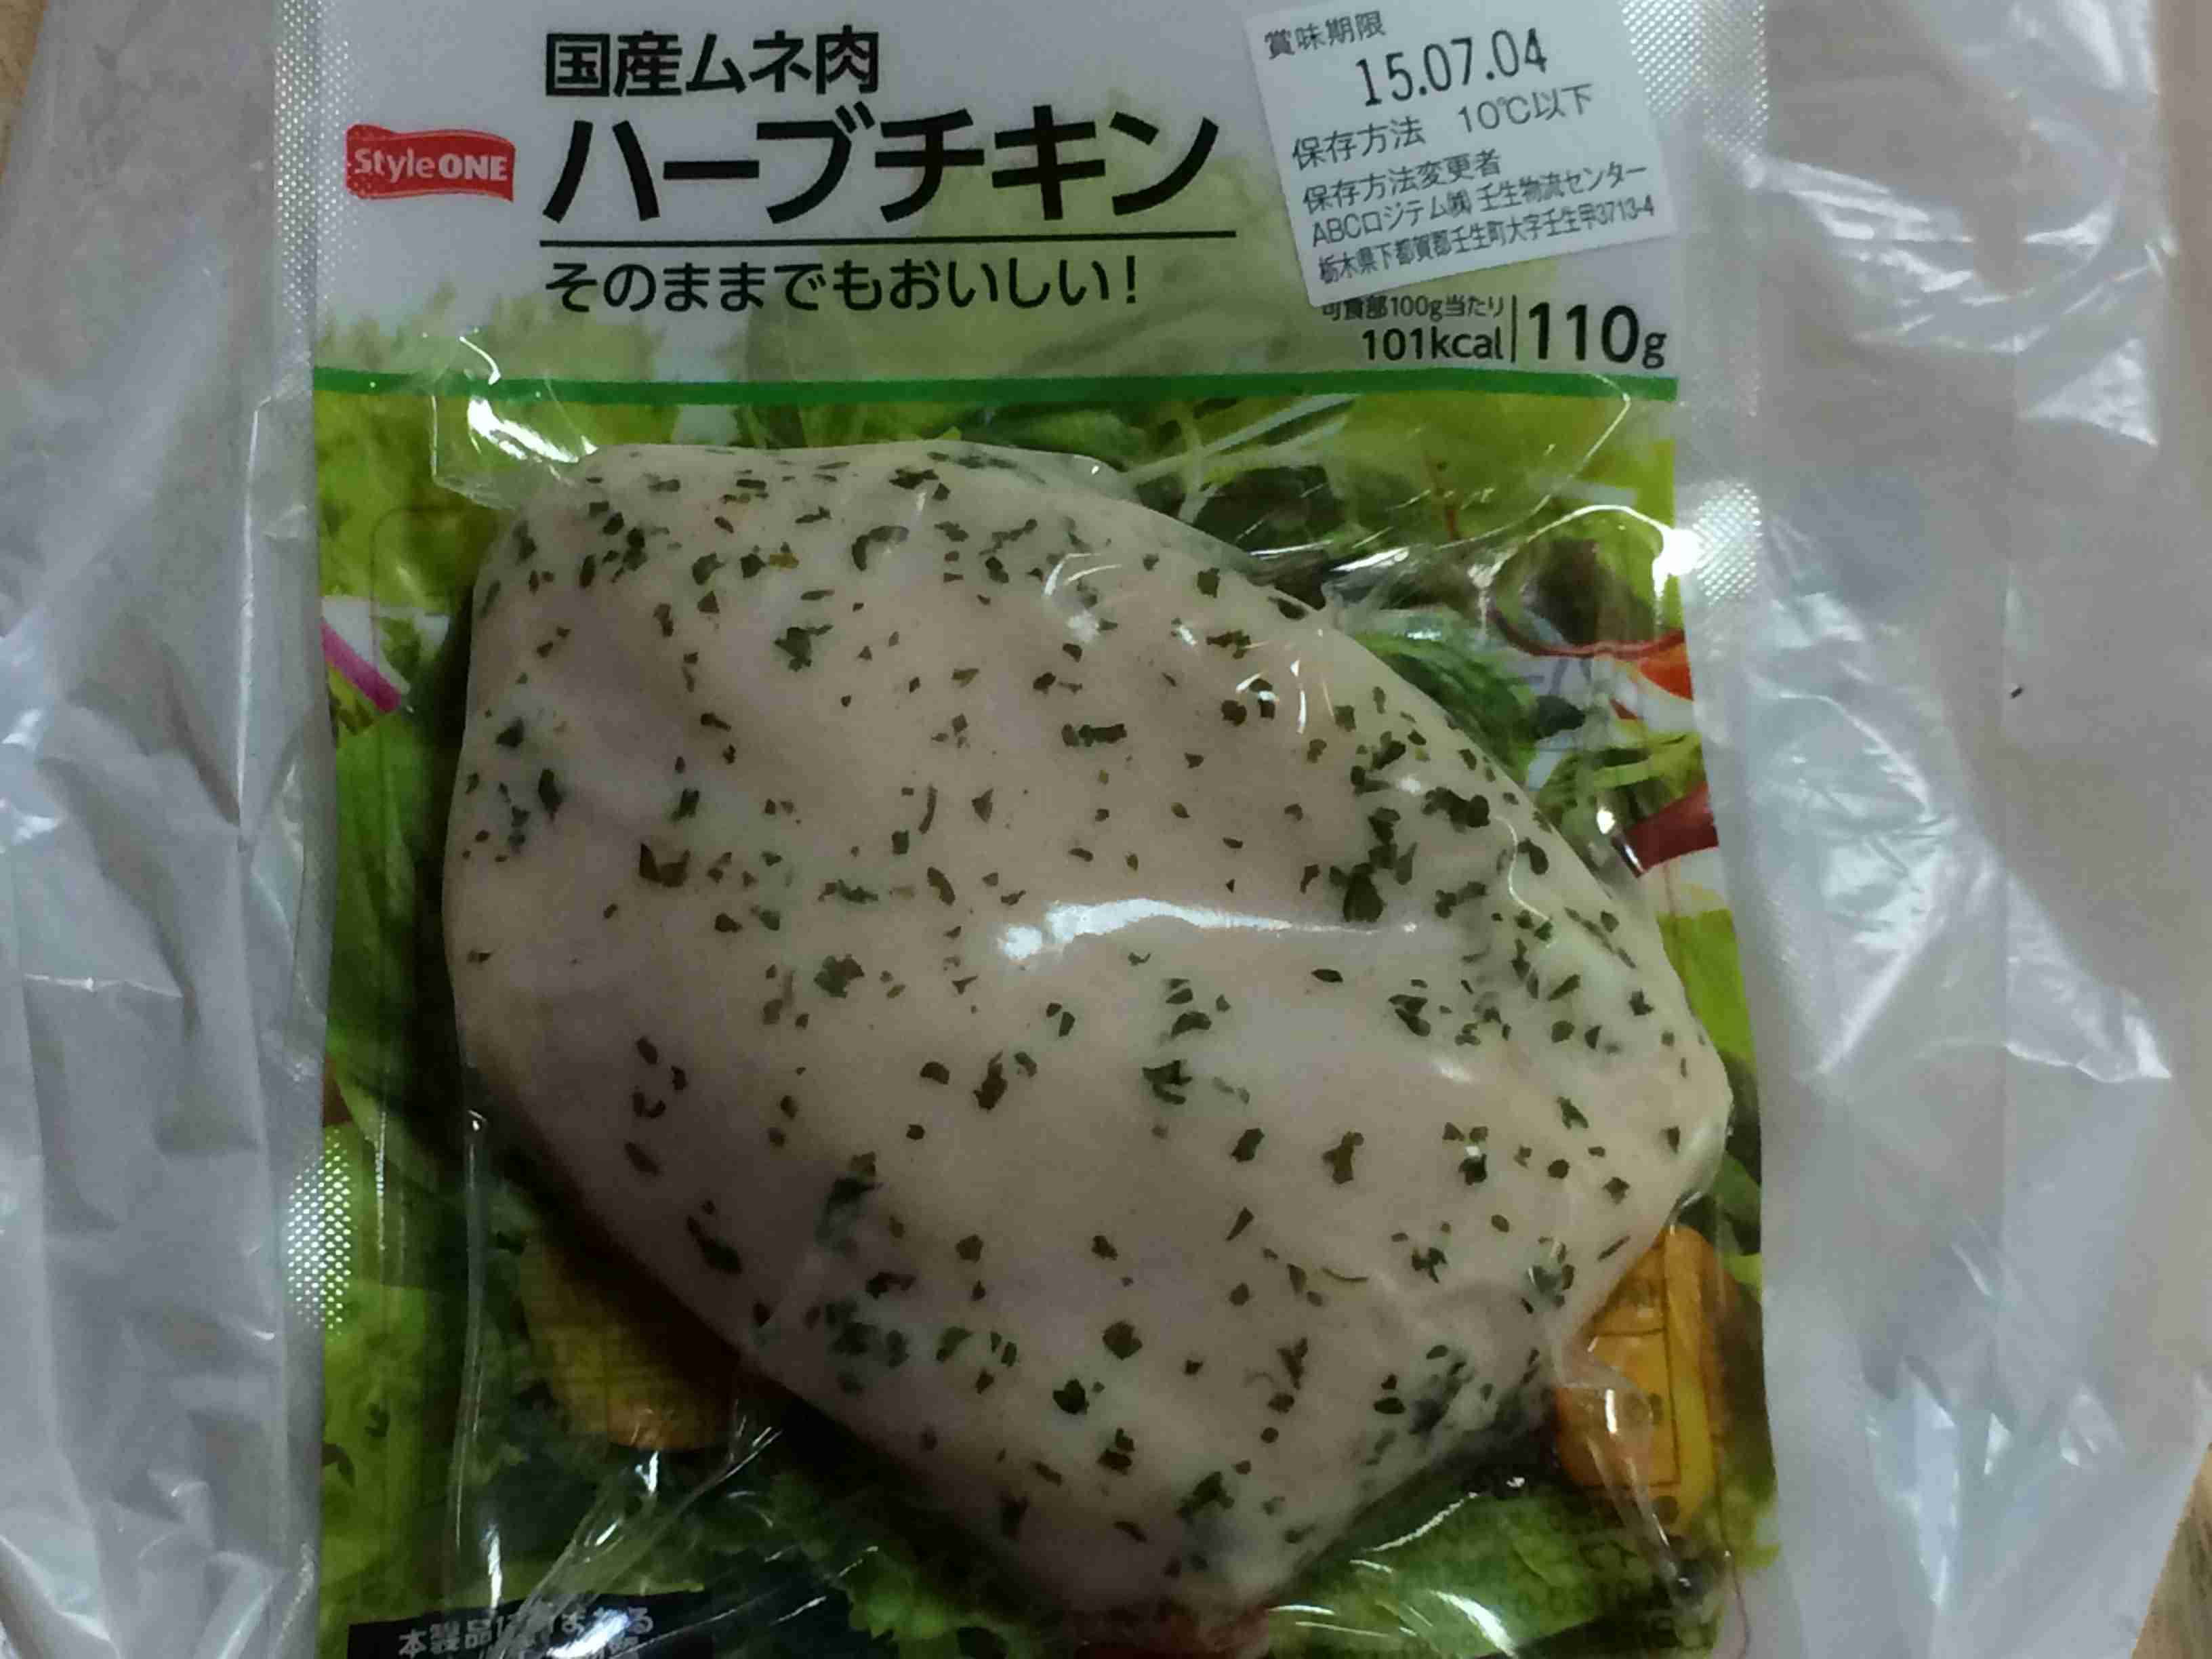 国産ムネ肉
StyleONE
ハーブチキン
そのままでもおいしい!
賞味期限
15.07.04
保存方法 10℃以下
保存方法変更者
ABCロジテム㈱ 壬生物流センター
栃木県下都賀郡壬生町大字壬生甲3713-4
可食部100g当たり
101kcal
110g
本製品に